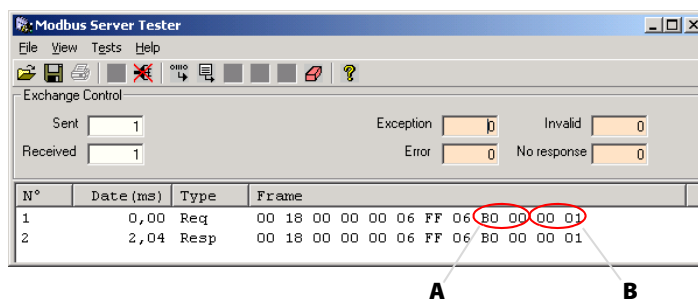 Modbus Server Tester
File View Tests Help
Exchange Control
Sent 1 Exception 0 Invalid 0
Received 1 Error 0 No response 0
N° Date (ms) Type Frame
1 0,00 Req 00 18 00 00 00 06 FF 06 B0 00 00 01
2 2,04 Resp 00 18 00 00 00 06 FF 06 B0 00 00 01
A B